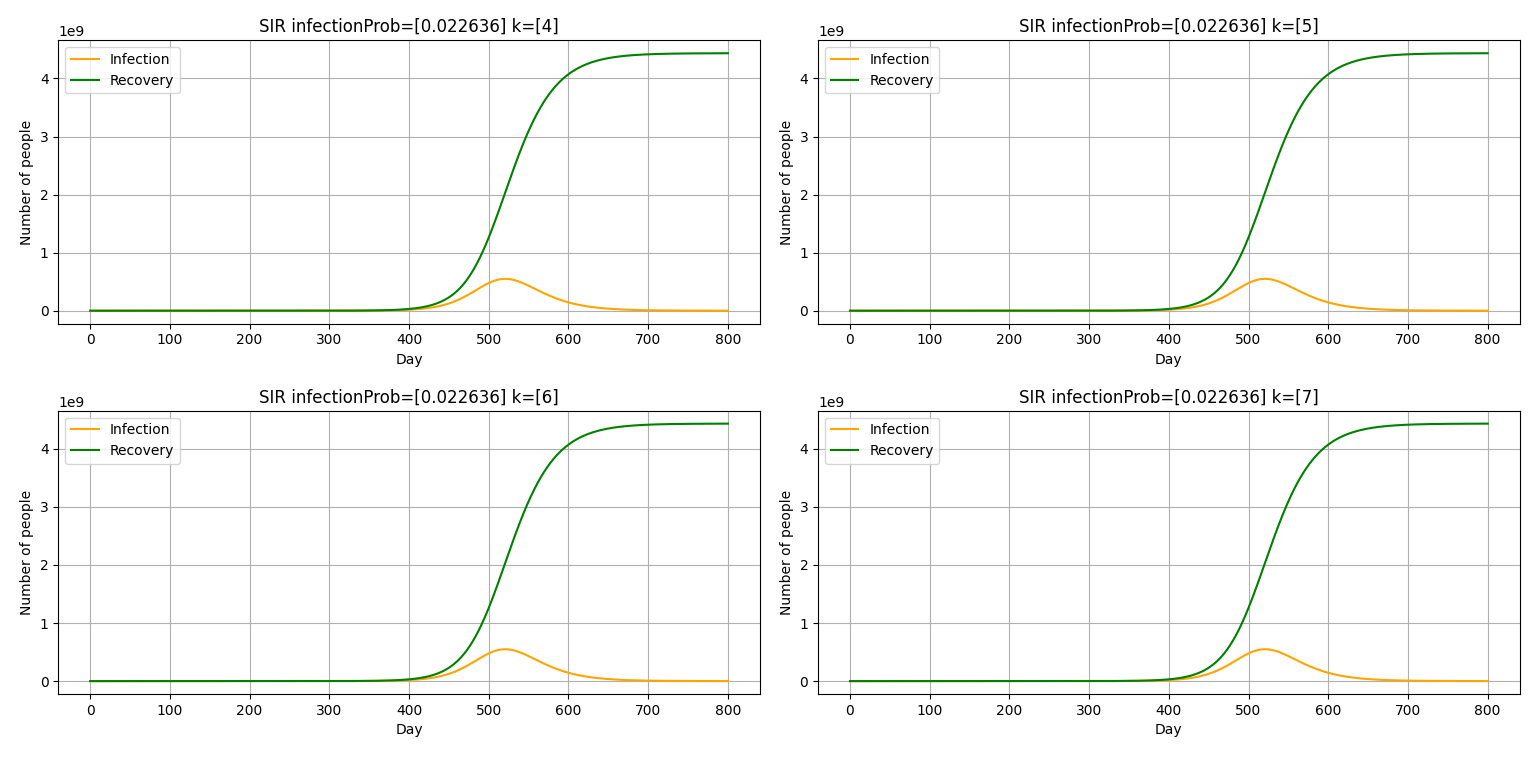 SIR infectionProb=[0.022636] k=[4]
1e9
Infection
Recovery
Number of people
4
3
2
1
0
0 100 200 300 400 500 600 700 800
Day
SIR infectionProb=[0.022636] k=[5]
1e9
Infection
Recovery
Number of people
4
3
2
1
0
0 100 200 300 400 500 600 700 800
Day
SIR infectionProb=[0.022636] k=[6]
1e9
Infection
Recovery
Number of people
4
3
2
1
0
0 100 200 300 400 500 600 700 800
Day
SIR infectionProb=[0.022636] k=[7]
1e9
Infection
Recovery
Number of people
4
3
2
1
0
0 100 200 300 400 500 600 700 800
Day